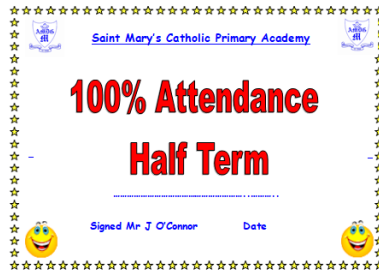 Saint Mary's Catholic Primary Academy
100% Attendance
Half Term
……………………………………………………..………..
Signed Mr J O'Connor Date